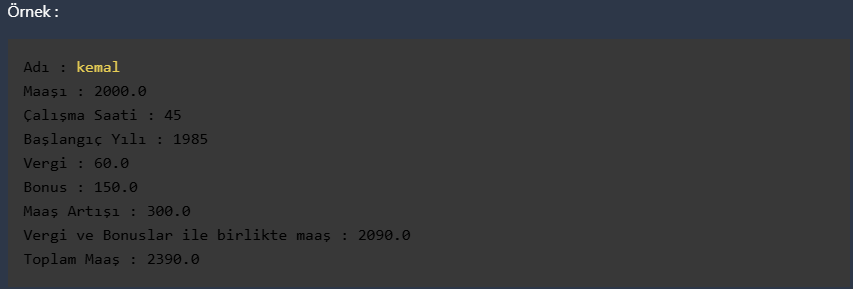 Örnek :
Adı : kemal
Maaşı : 2000.0
Çalışma Saati : 45
Başlangıç Yılı : 1985
Vergi : 60.0
Bonus : 150.0
Maaş Artışı : 300.0
Vergi ve Bonuslar ile birlikte maaş : 2090.0
Toplam Maaş : 2390.0